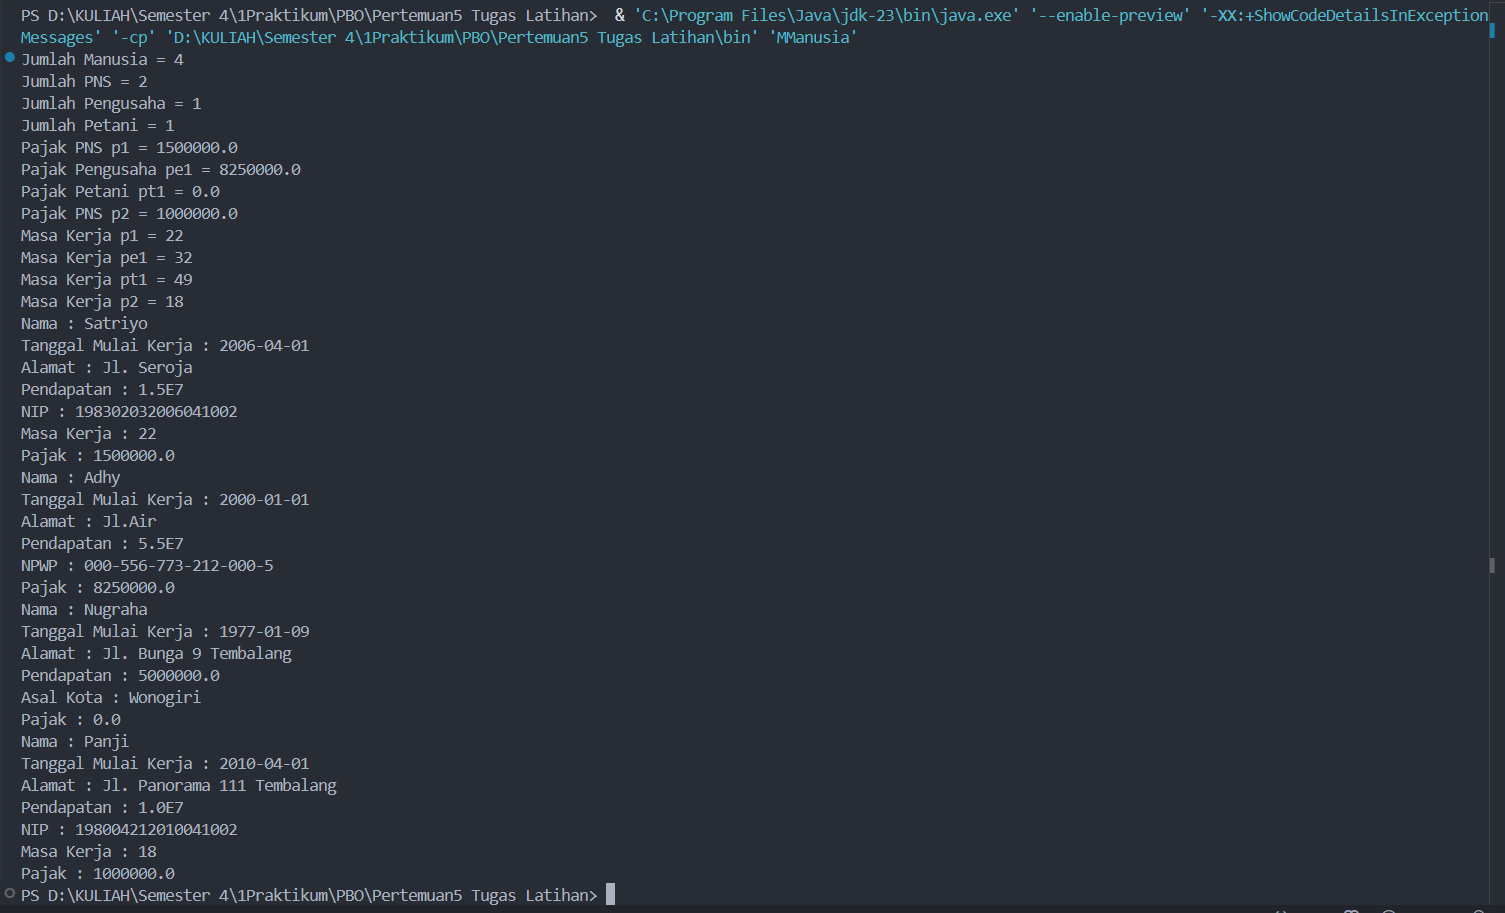 PS D:\KULIAH\Semester 4\1Praktikum\PBO\Pertemuan5 Tugas Latihan>  & 'C:\Program Files\Java\jdk-23\bin\java.exe' '--enable-preview' '-XX:+ShowCodeDetailsInException
Messages' '-cp' 'D:\KULIAH\Semester 4\1Praktikum\PBO\Pertemuan5 Tugas Latihan\bin' 'MManusia'
Jumlah Manusia = 4
Jumlah PNS = 2
Jumlah Pengusaha = 1
Jumlah Petani = 1
Pajak PNS p1 = 1500000.0
Pajak Pengusaha pe1 = 8250000.0
Pajak Petani pt1 = 0.0
Pajak PNS p2 = 1000000.0
Masa Kerja p1 = 22
Masa Kerja pe1 = 32
Masa Kerja pt1 = 49
Masa Kerja p2 = 18
Nama : Satriyo
Tanggal Mulai Kerja : 2006-04-01
Alamat : Jl. Seroja
Pendapatan : 1.5E7
NIP : 198302032006041002
Masa Kerja : 22
Pajak : 1500000.0
Nama : Adhy
Tanggal Mulai Kerja : 2000-01-01
Alamat : Jl.Air
Pendapatan : 5.5E7
NPWP : 000-556-773-212-000-5
Pajak : 8250000.0
Nama : Nugraha
Tanggal Mulai Kerja : 1977-01-09
Alamat : Jl. Bunga 9 Tembalang
Pendapatan : 5000000.0
Asal Kota : Wonogiri
Pajak : 0.0
Nama : Panji
Tanggal Mulai Kerja : 2010-04-01
Alamat : Jl. Panorama 111 Tembalang
Pendapatan : 1.0E7
NIP : 198004212010041002
Masa Kerja : 18
Pajak : 1000000.0
PS D:\KULIAH\Semester 4\1Praktikum\PBO\Pertemuan5 Tugas Latihan>